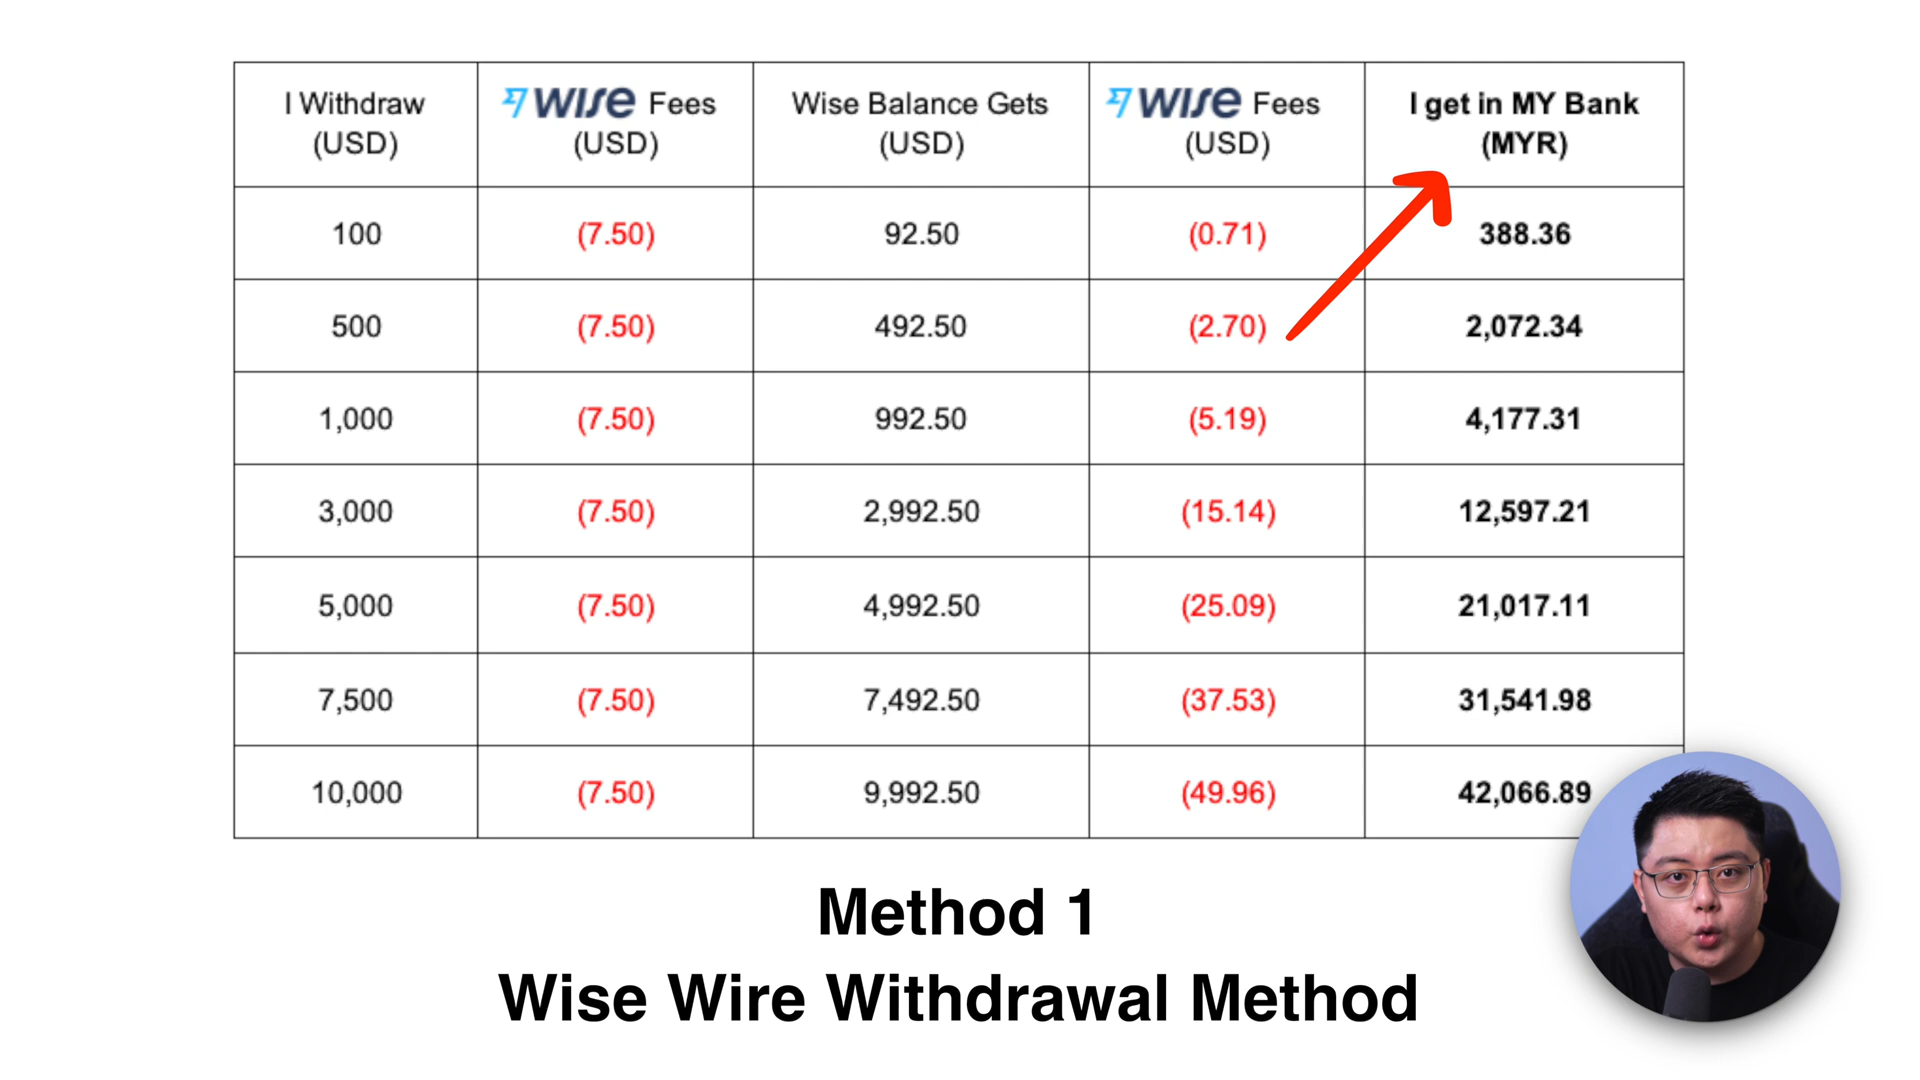 I Withdraw (USD) WISE Fees (USD) Wise Balance Gets (USD) WISE Fees (USD) I get in MY Bank (MYR)
100 (7.50) 92.50 (0.71) 388.36
500 (7.50) 492.50 (2.70) 2,072.34
1,000 (7.50) 992.50 (5.19) 4,177.31
3,000 (7.50) 2,992.50 (15.14) 12,597.21
5,000 (7.50) 4,992.50 (25.09) 21,017.11
7,500 (7.50) 7,492.50 (37.53) 31,541.98
10,000 (7.50) 9,992.50 (49.96) 42,066.89
Method 1
Wise Wire Withdrawal Method